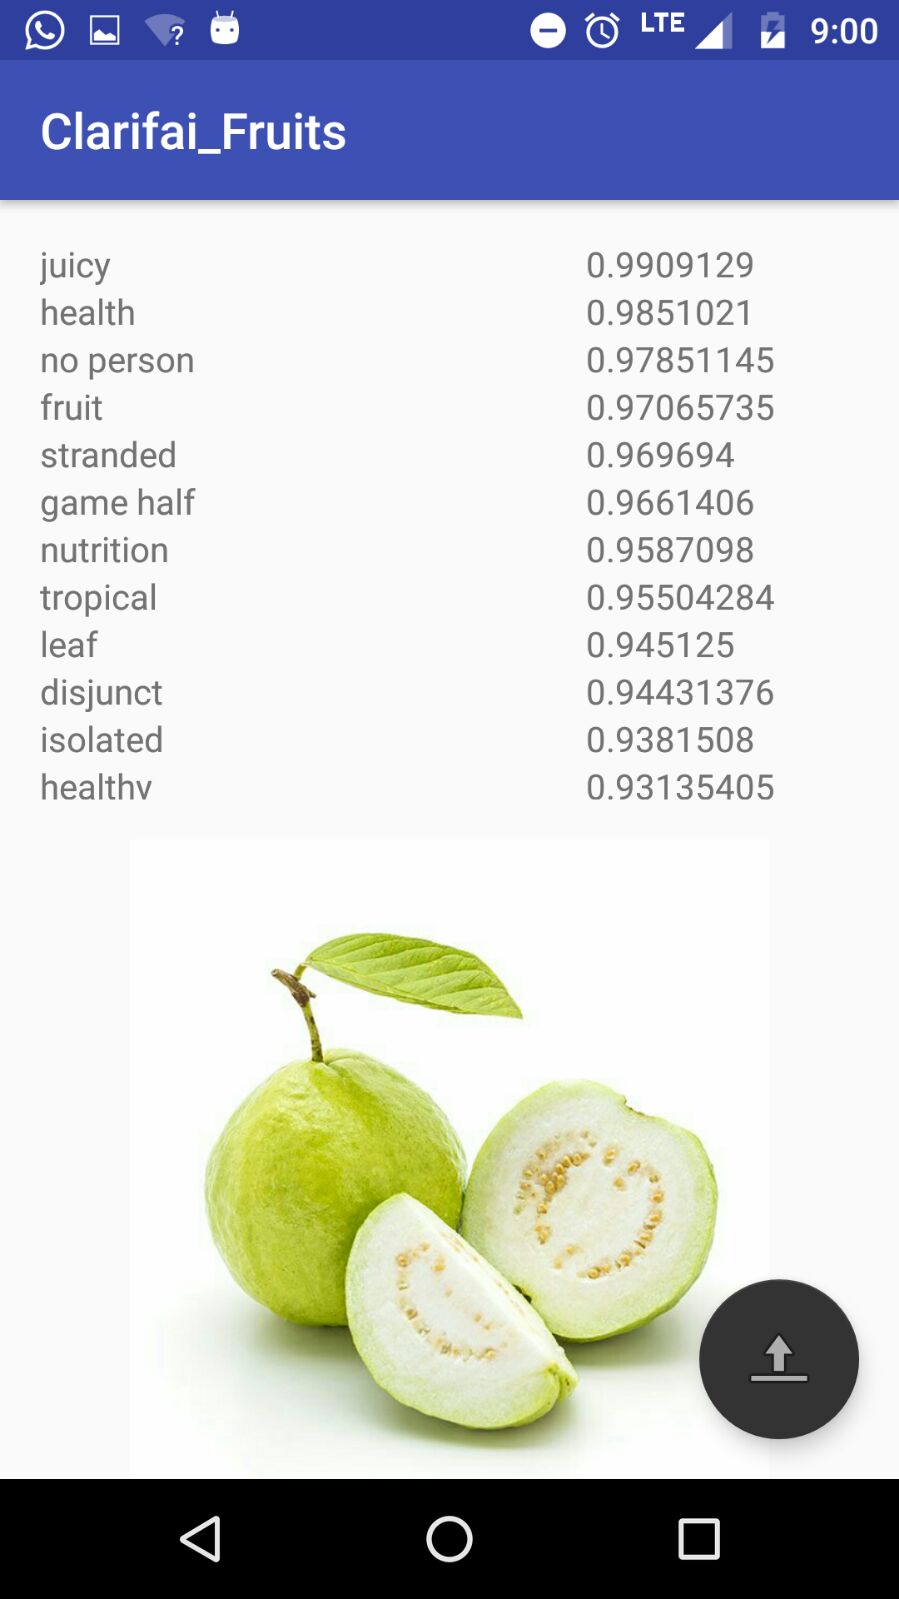 LTE 9:00
Clarifai_Fruits
juicy 0.9909129
health 0.9851021
no person 0.97851145
fruit 0.97065735
stranded 0.969694
game half 0.9661406
nutrition 0.9587098
tropical 0.95504284
leaf 0.945125
disjunct 0.94431376
isolated 0.9381508
healthy 0.93135405